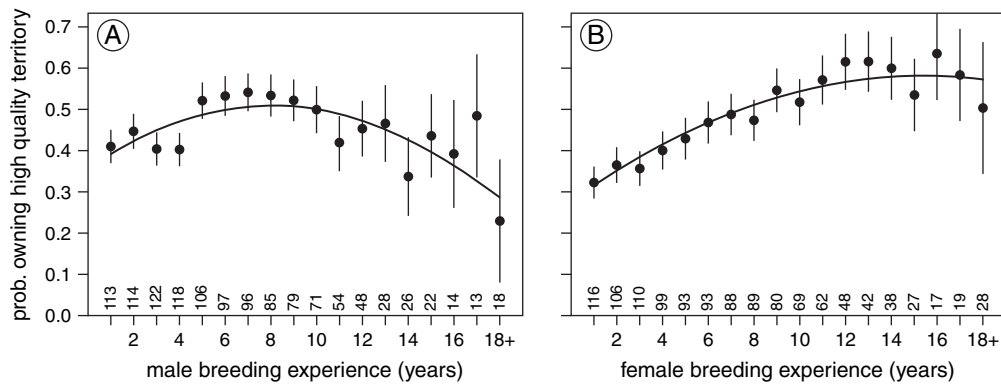 A
B
prob. owning high quality territory
0.7
0.6
0.5
0.4
0.3
0.2
0.1
0.0
113 114 122 118 106 97 96 85 79 71 54 48 28 26 22 14 13 18
2 4 6 8 10 12 14 16 18+
male breeding experience (years)
116 106 110 99 93 93 88 89 80 69 62 48 42 38 27 17 19 28
2 4 6 8 10 12 14 16 18+
female breeding experience (years)